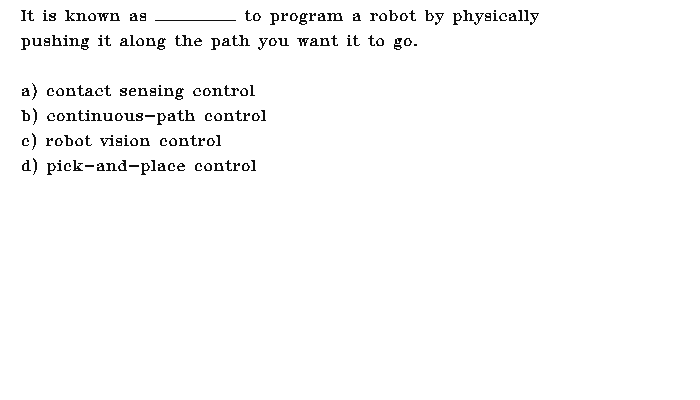 It is known as ________ to program a robot by physically
pushing it along the path you want it to go.
a) contact sensing control
b) continuous-path control
c) robot vision control
d) pick-and-place control